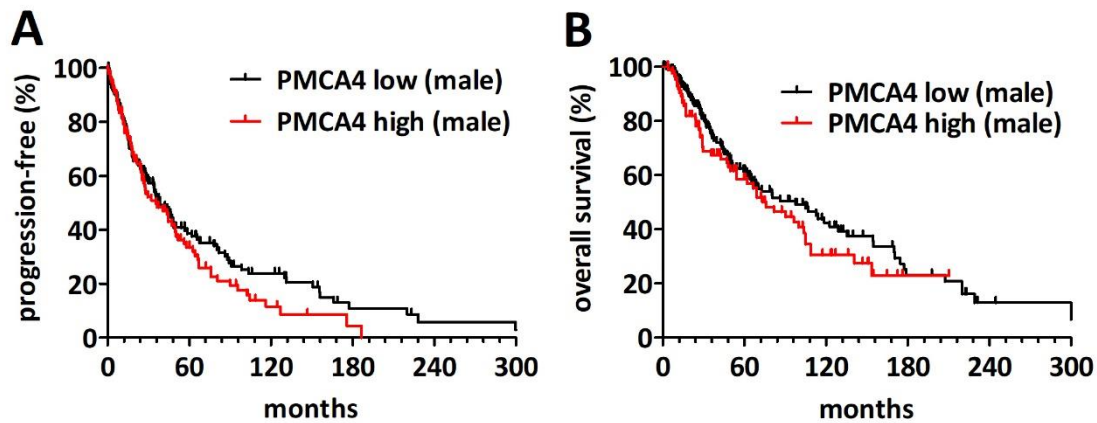 A
progression-free (%)
100
80
60
40
20
0
PMCA4 low (male)
PMCA4 high (male)
0 60 120 180 240 300
months
B
overall survival (%)
100
80
60
40
20
0
PMCA4 low (male)
PMCA4 high (male)
0 60 120 180 240 300
months